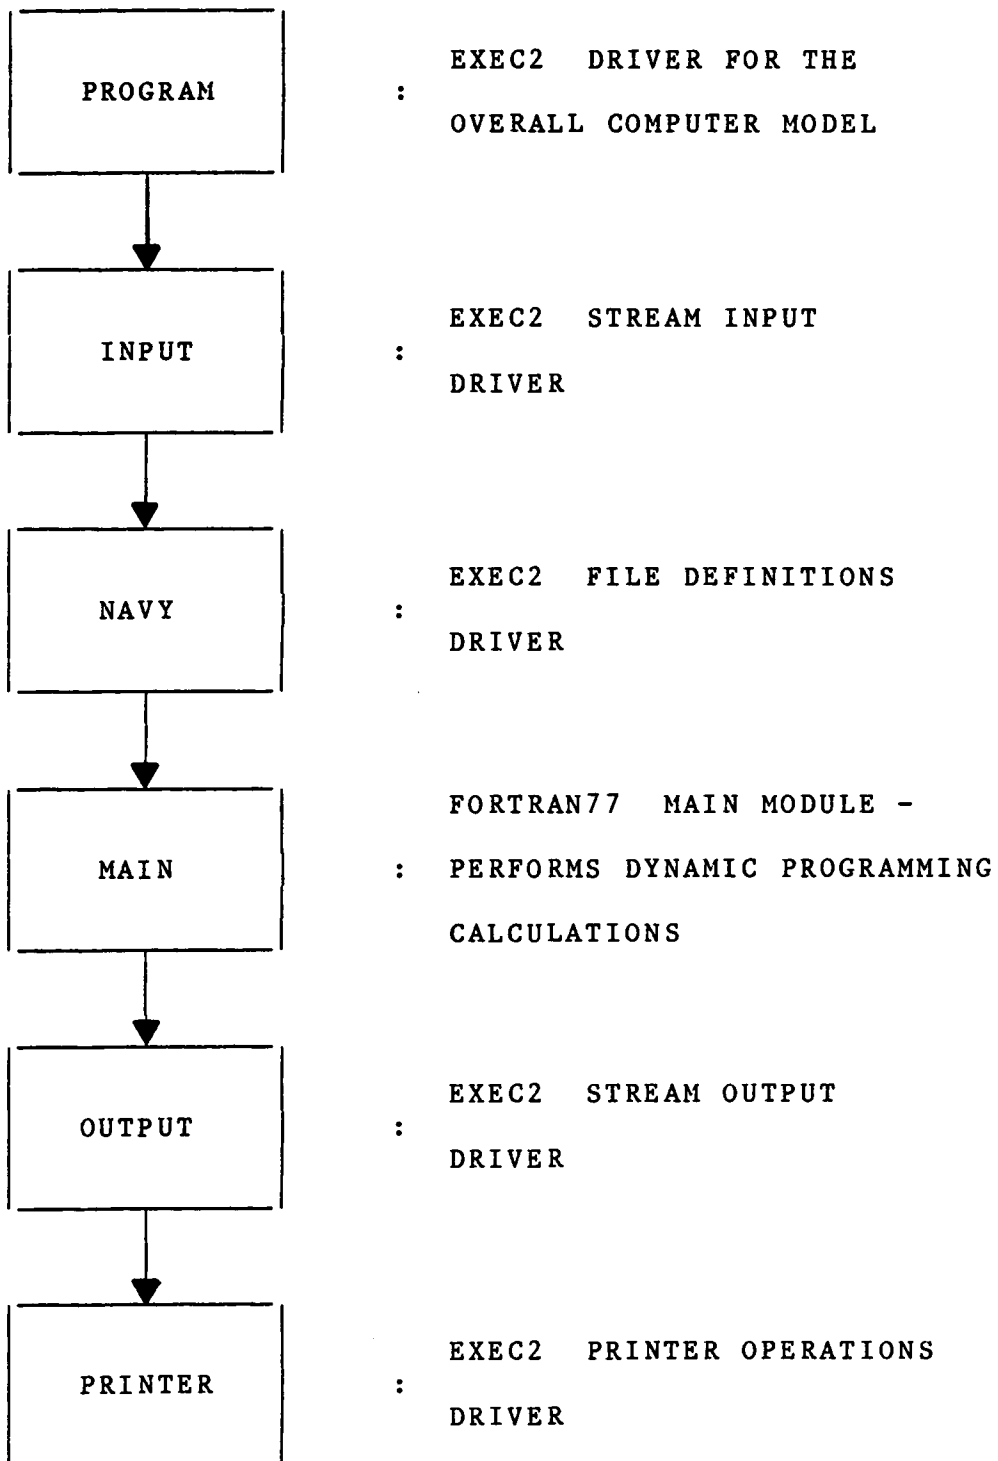 PROGRAM
:
EXEC2 DRIVER FOR THE
OVERALL COMPUTER MODEL
INPUT
:
EXEC2 STREAM INPUT
DRIVER
NAVY
:
EXEC2 FILE DEFINITIONS
DRIVER
MAIN
:
FORTRAN77 MAIN MODULE -
PERFORMS DYNAMIC PROGRAMMING
CALCULATIONS
OUTPUT
:
EXEC2 STREAM OUTPUT
DRIVER
PRINTER
:
EXEC2 PRINTER OPERATIONS
DRIVER